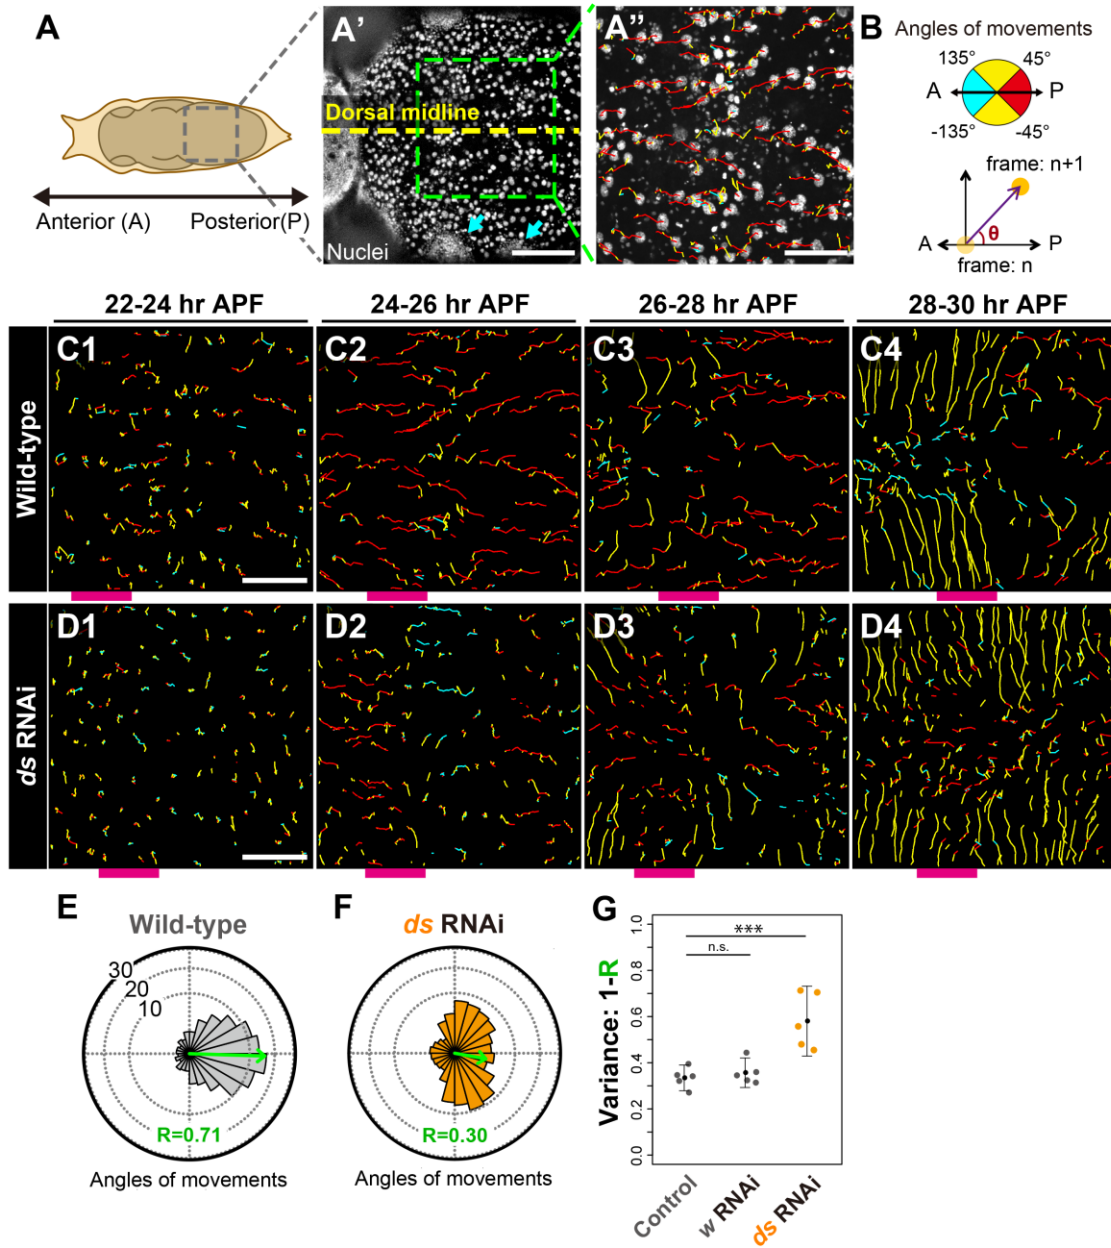 A
Anterior (A)
Posterior(P)
A'
Dorsal midline
Nuclei
A''
B
Angles of movements
135°
45°
A
P
-135°
-45°
frame: n+1
θ
A
P
frame: n
22-24 hr APF
24-26 hr APF
26-28 hr APF
28-30 hr APF
Wild-type
C1
C2
C3
C4
ds RNAi
D1
D2
D3
D4
E
Wild-type
30
20
10
R=0.71
Angles of movements
F
ds RNAi
R=0.30
Angles of movements
G
Variance: 1-R
1.0
0.8
0.6
0.4
0.2
0.0
***
n.s.
Control
w RNAi
ds RNAi